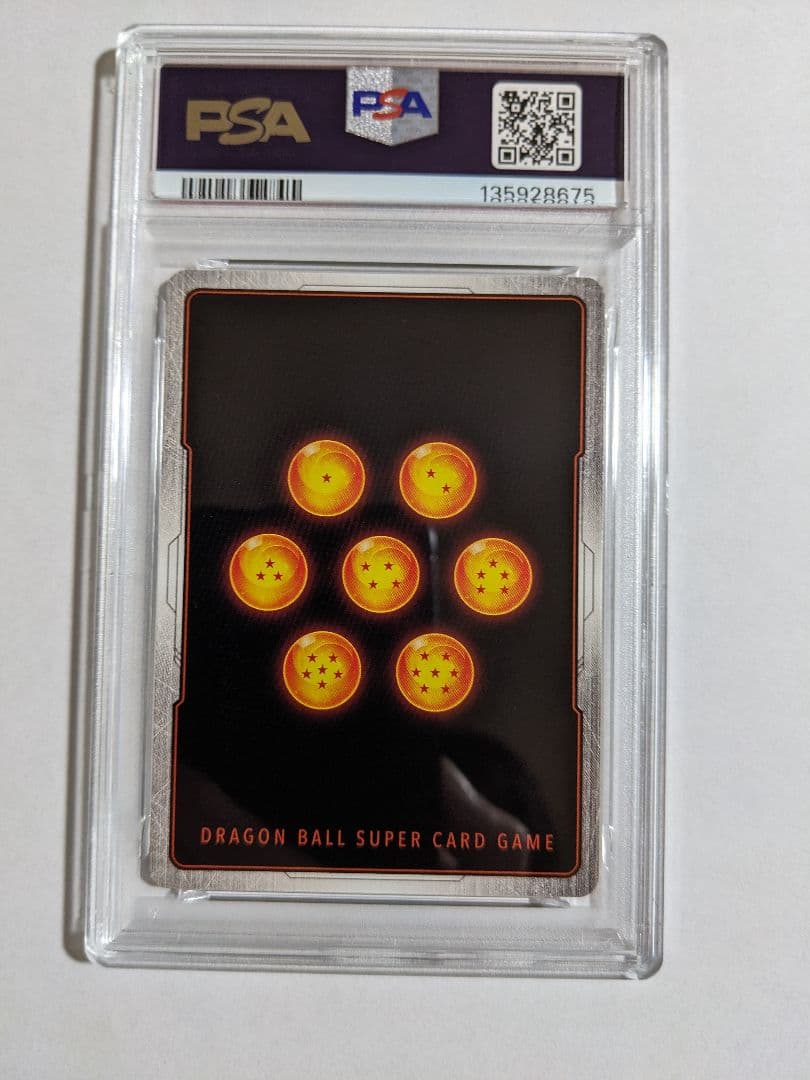 PSA
PSA
135928675
DRAGON BALL SUPER CARD GAME